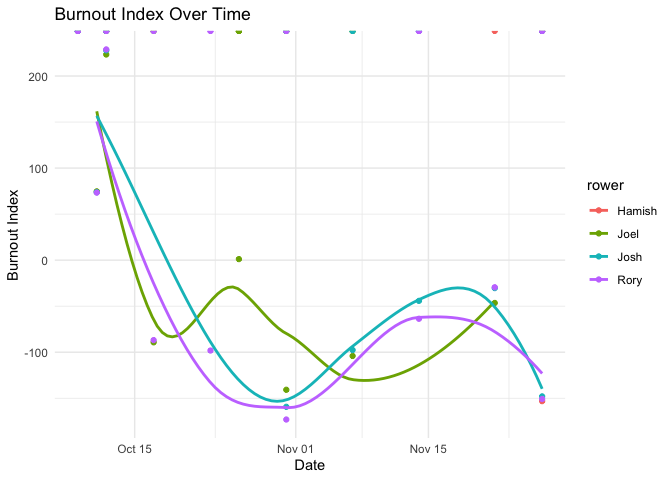 Burnout Index Over Time
Burnout Index
200
100
0
-100
Oct 15
Nov 01
Nov 15
Date
rower
Hamish
Joel
Josh
Rory